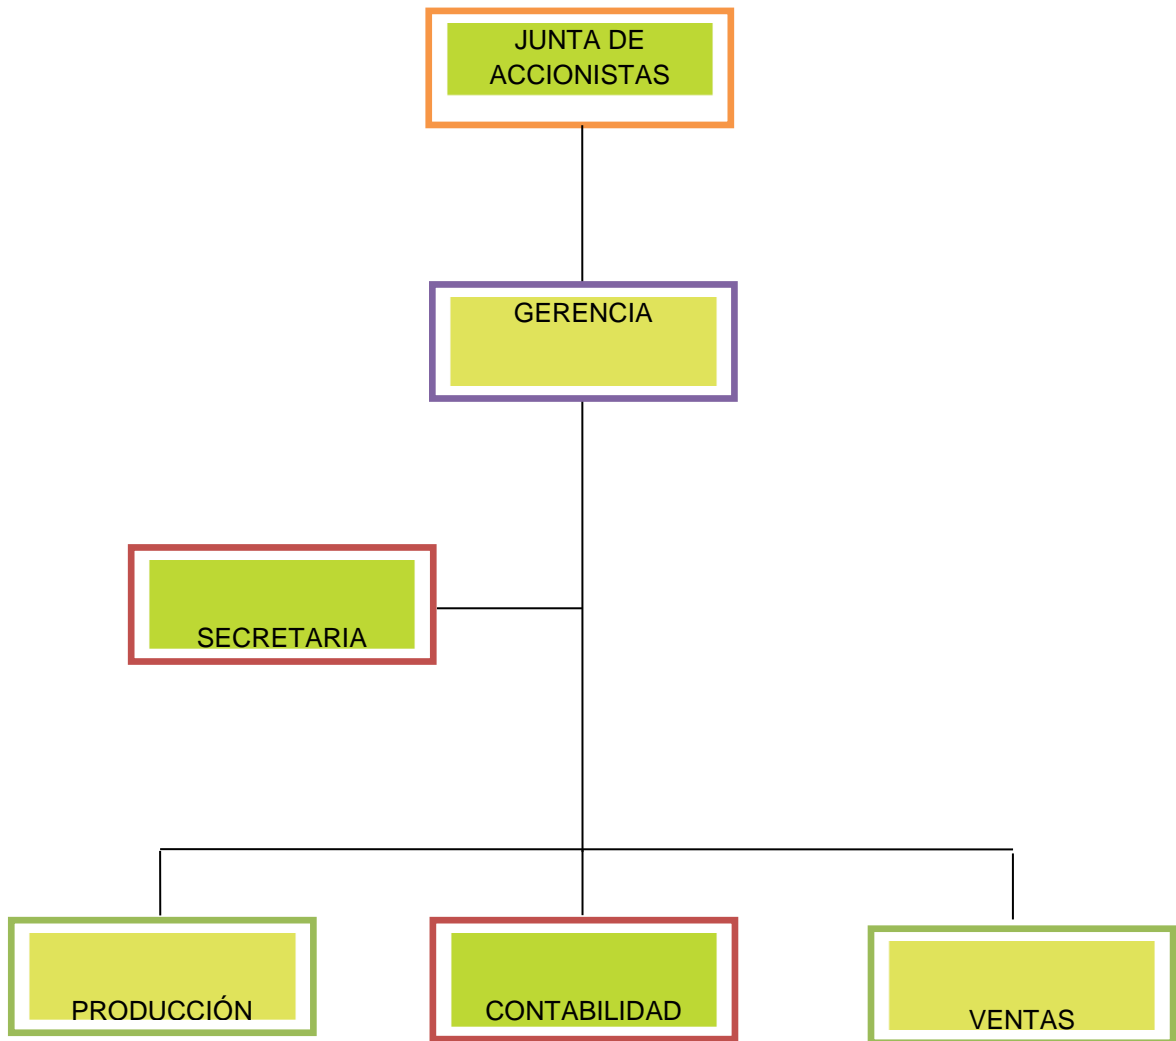 JUNTA DE
ACCIONISTAS
GERENCIA
SECRETARIA
PRODUCCIÓN
CONTABILIDAD
VENTAS